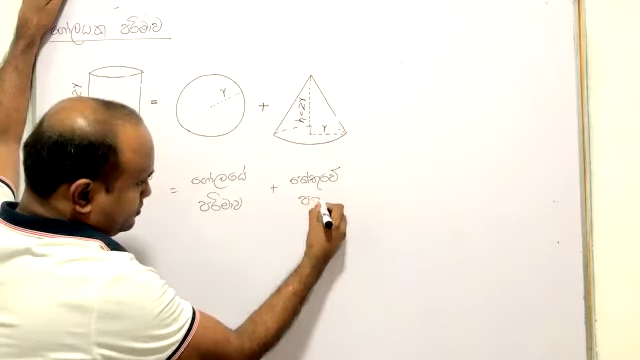 ගෝලයක පරිමාව
2r = r + h=2r r
= ගෝලයේ + කේතුවේ
පරිමාව ප